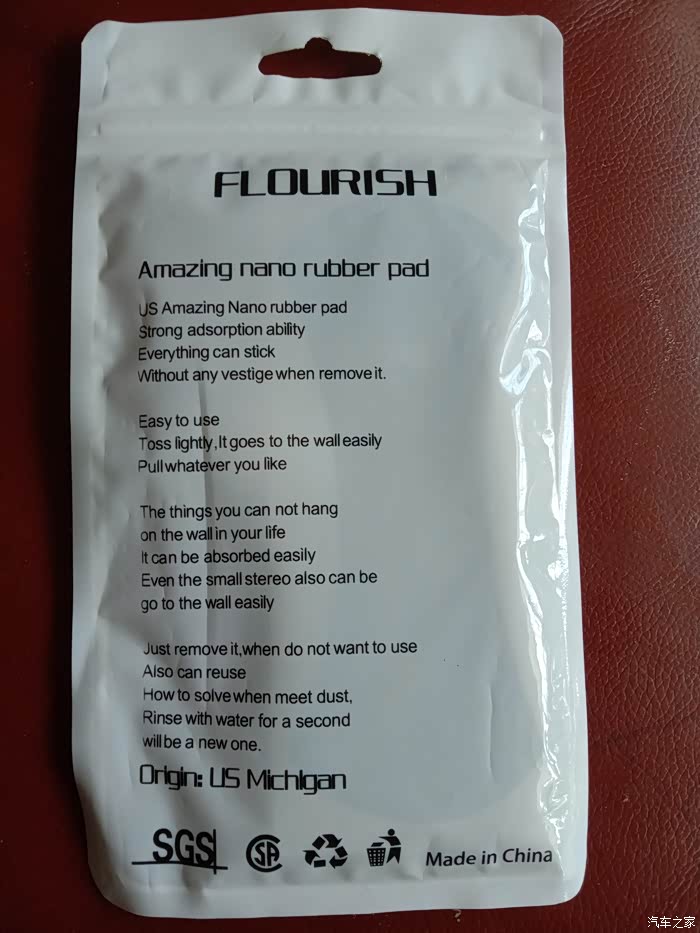 FLOURISH
Amazing nano rubber pad
US Amazing Nano rubber pad
Strong adsorption ability
Everything can stick
Without any vestige when remove it.
Easy to use
Toss lightly,It goes to the wall easily
Pull whatever you like
The things you can not hang
on the wall in your life
It can be absorbed easily
Even the small stereo also can be
go to the wall easily
Just remove it,when do not want to use
Also can reuse
How to solve when meet dust,
Rinse with water for a second
will be a new one.
Origin: US Michigan
SGS SA Made in China
汽车之家